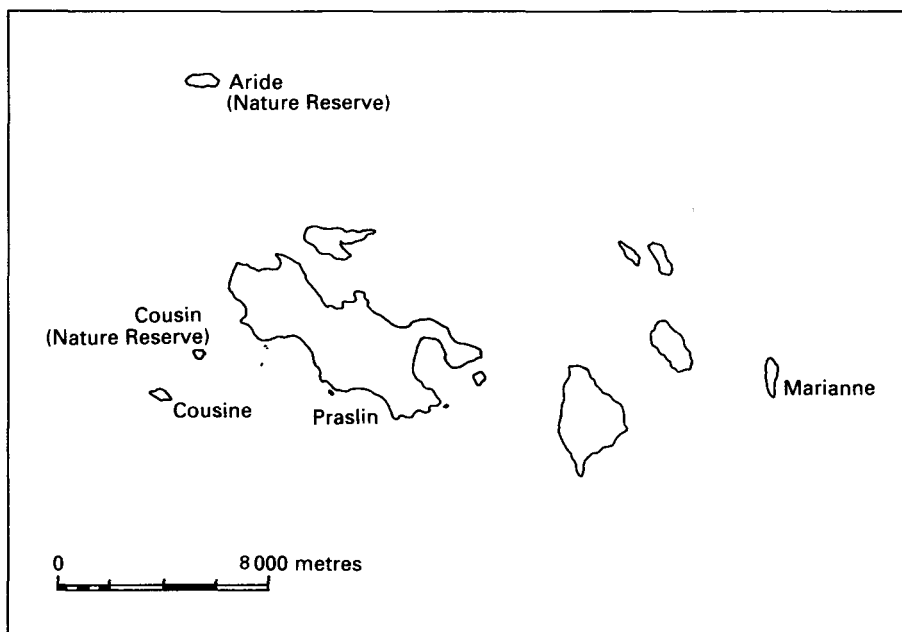 Aride
(Nature Reserve)
Cousin
(Nature Reserve)
Cousine
Praslin
Marianne
0 8 000 metres